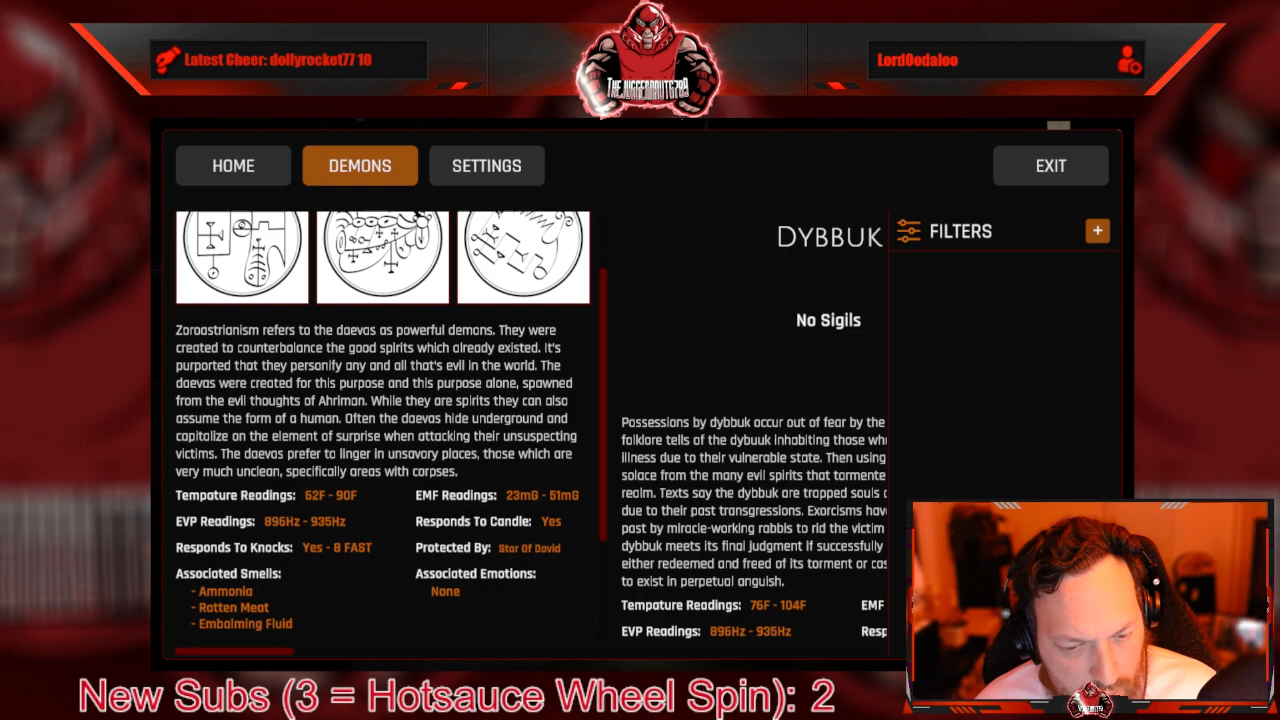 Latest Cheer: dollyrocket77 10
TheJuggernaut6789
LordOodaloo
HOME
DEMONS
SETTINGS
EXIT
Zoroastrianism refers to the daevas as powerful demons. They were
created to counterbalance the good spirits which already existed. It's
purported that they personify any and all that's evil in the world. The
daevas were created for this purpose and this purpose alone, spawned
from the evil thoughts of Ahriman. While they are spirits they can also
assume the form of a human. Often the daevas hide underground and
capitalize on the element of surprise when attacking their unsuspecting
victims. The daevas prefer to linger in unsavory places, those which are
very much unclean, specifically areas with corpses.
Tempature Readings: 62F - 90F
EMF Readings: 23mG - 51mG
EVP Readings: 896Hz - 935Hz
Responds To Candle: Yes
Responds To Knocks: Yes - 8 FAST
Protected By: Star Of David
Associated Smells:
- Ammonia
- Rotten Meat
- Embalming Fluid
Associated Emotions:
None
DYBBUK
No Sigils
Possessions by dybbuk occur out of fear by the
folklore tells of the dybuuk inhabiting those wh
illness due to their vulnerable state. Then using
solace from the many evil spirits that tormente
realm. Texts say the dybbuk are trapped souls
due to their past transgressions. Exorcisms hav
past by miracle-working rabbis to rid the victim
dybbuk meets its final judgment if successfully
either redeemed and freed of its torment or cas
to exist in perpetual anguish.
Tempature Readings: 76F - 104F
EMF
EVP Readings: 896Hz - 935Hz
Resp
FILTERS
+
New Subs (3 = Hotsauce Wheel Spin): 2